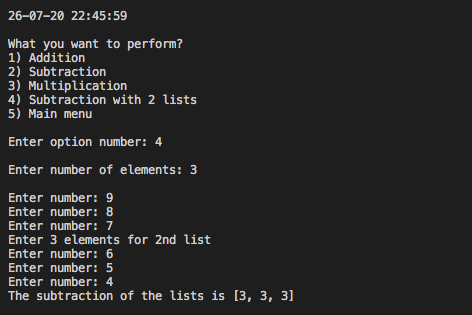 26-07-20 22:45:59
What you want to perform?
1) Addition
2) Subtraction
3) Multiplication
4) Subtraction with 2 lists
5) Main menu
Enter option number: 4
Enter number of elements: 3
Enter number: 9
Enter number: 8
Enter number: 7
Enter 3 elements for 2nd list
Enter number: 6
Enter number: 5
Enter number: 4
The subtraction of the lists is [3, 3, 3]